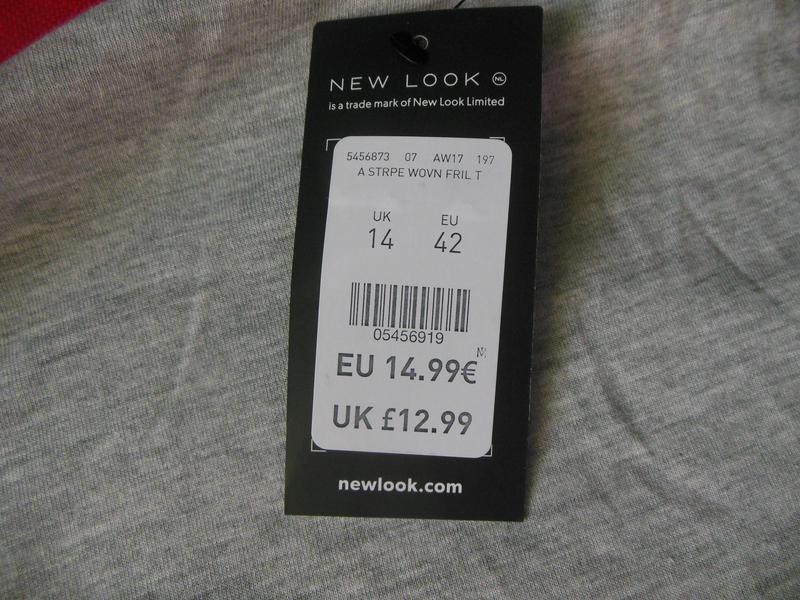 NEW LOOK NL
is a trade mark of New Look Limited
5456873 07 AW17 197
A STRPE WOVN FRIL T
UK EU
14 42
05456919
M
EU 14.99€
UK £12.99
newlook.com